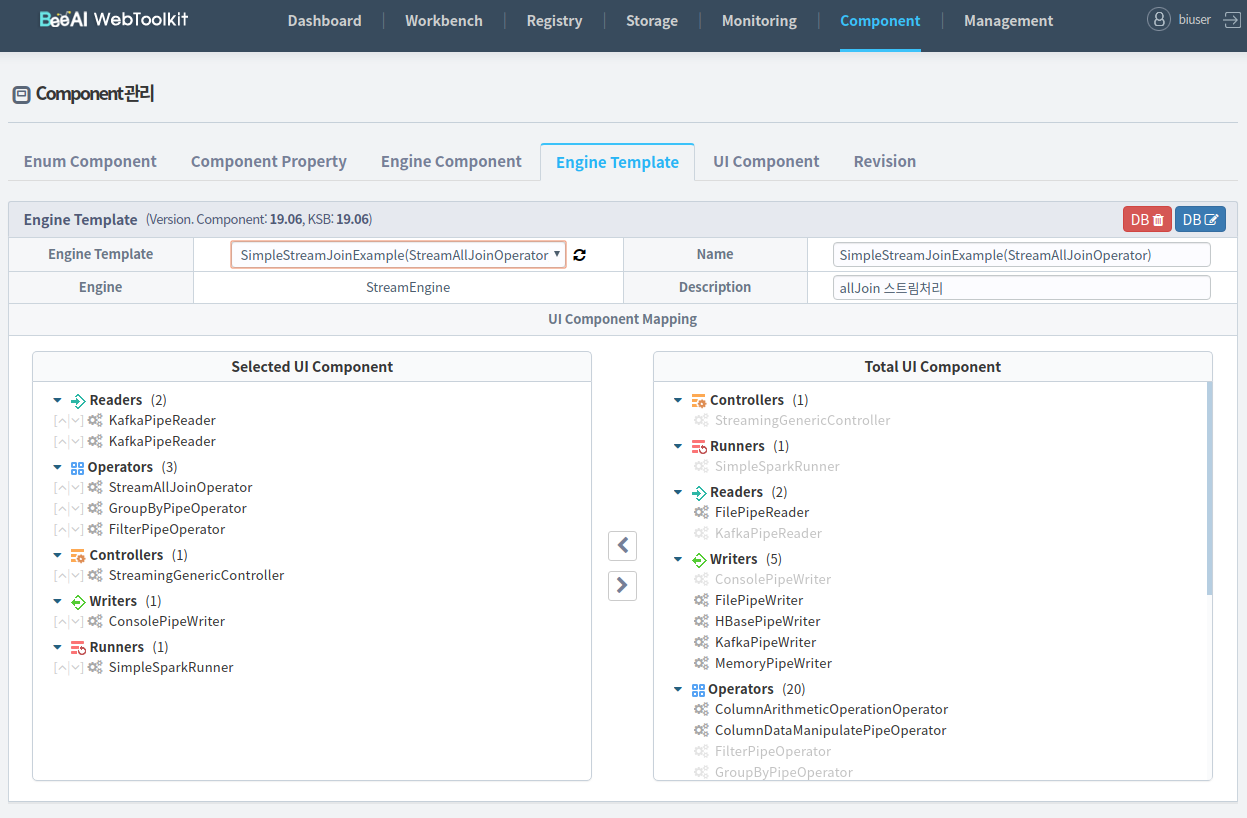 BeeAI WebToolkit Dashboard Workbench Registry Storage Monitoring Component Management biuser
Component관리
Enum Component Component Property Engine Component Engine Template UI Component Revision
Engine Template (Version. Component: 19.06, KSB: 19.06) DB DB
Engine Template SimpleStreamJoinExample(StreamAllJoinOperator Name SimpleStreamJoinExample(StreamAllJoinOperator)
Engine StreamEngine Description allJoin 스트림처리
UI Component Mapping
Selected UI Component
Readers (2)
KafkaPipeReader
KafkaPipeReader
Operators (3)
StreamAllJoinOperator
GroupByPipeOperator
FilterPipeOperator
Controllers (1)
StreamingGenericController
Writers (1)
ConsolePipeWriter
Runners (1)
SimpleSparkRunner
Total UI Component
Controllers (1)
StreamingGenericController
Runners (1)
SimpleSparkRunner
Readers (2)
FilePipeReader
KafkaPipeReader
Writers (5)
ConsolePipeWriter
FilePipeWriter
HBasePipeWriter
KafkaPipeWriter
MemoryPipeWriter
Operators (20)
ColumnArithmeticOperationOperator
ColumnDataManipulatePipeOperator
FilterPipeOperator
GroupByPipeOperator